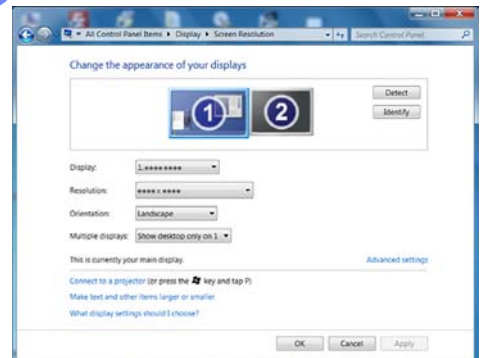 All Control Panel Items ▸ Display ▸ Screen Resolution
Search Control Panel
Change the appearance of your displays
1
2
Detect
Identify
Display: 1.********
Resolution: **** x ****
Orientation: Landscape
Multiple displays: Show desktop only on 1
This is currently your main display.
Advanced settings
Connect to a projector (or press the key and tap P)
Make text and other items larger or smaller
What display settings should I choose?
OK
Cancel
Apply